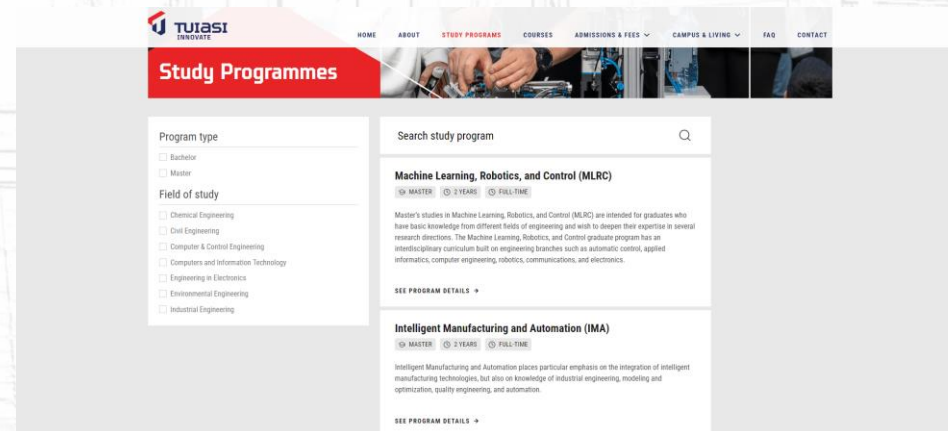 TUIASI
INNOVATE
HOME ABOUT STUDY PROGRAMS COURSES ADMISSIONS & FEES CAMPUS & LIVING FAQ CONTACT
Study Programmes
Program type
Bachelor
Master
Field of study
Chemical Engineering
Civil Engineering
Computer & Control Engineering
Computers and Information Technology
Engineering in Electronics
Environmental Engineering
Industrial Engineering
Search study program
Machine Learning, Robotics, and Control (MLRC)
MASTER 2 YEARS FULL-TIME
Master's studies in Machine Learning, Robotics, and Control (MLRC) are intended for graduates who
have basic knowledge from different fields of engineering and wish to deepen their expertise in several
research directions. The Machine Learning, Robotics, and Control graduate program has an
interdisciplinary curriculum built on engineering branches such as automatic control, applied
informatics, computer engineering, robotics, communications, and electronics.
SEE PROGRAM DETAILS →
Intelligent Manufacturing and Automation (IMA)
MASTER 2 YEARS FULL-TIME
Intelligent Manufacturing and Automation places particular emphasis on the integration of intelligent
manufacturing technologies, but also on knowledge of industrial engineering, modeling and
optimization, quality engineering, and automation.
SEE PROGRAM DETAILS →